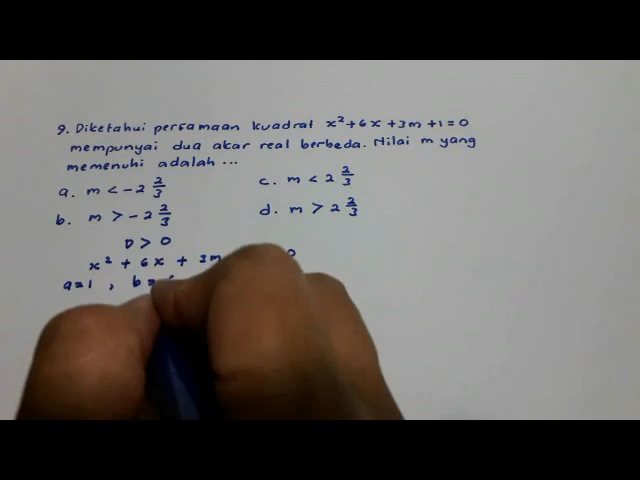 9. Diketahui persamaan kuadrat x²+6x+3m+1=0
mempunyai dua akar real berbeda. Nilai m yang
memenuhi adalah ...
a. m < -2 2/3
c. m < 2 2/3
b. m > -2 2/3
d. m > 2 2/3
D > 0
x² + 6x + 3m 0
a=1 , b=